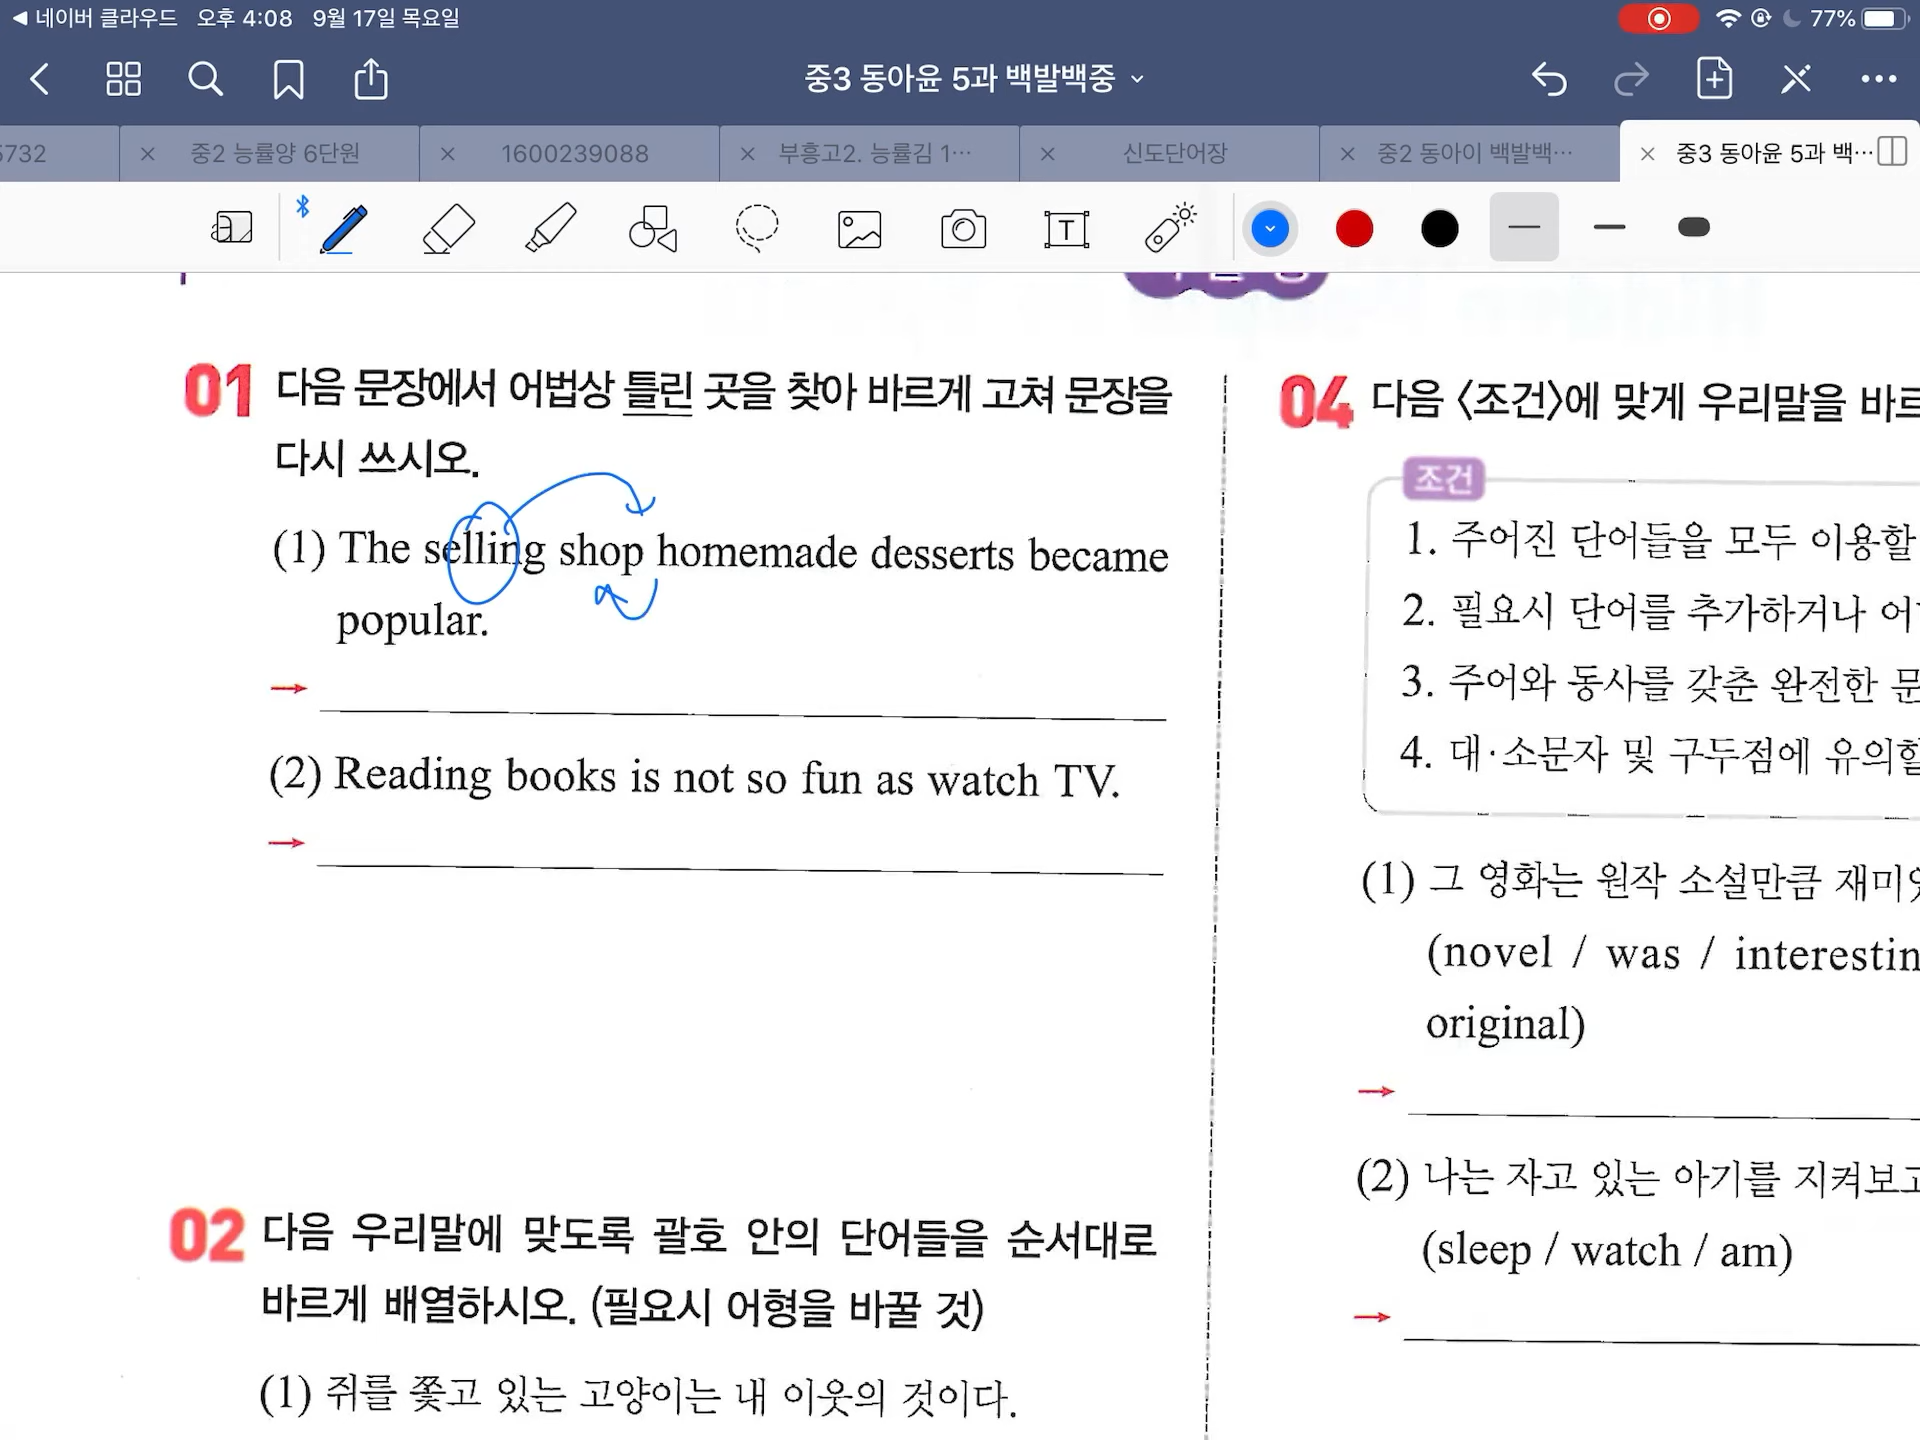 ◀ 네이버 클라우드 오후 4:08 9월 17일 목요일 77%
중3 동아윤 5과 백발백중
5732 중2 능률양 6단원 1600239088 부흥고2. 능률김 1… 신도단어장 중2 동아이 백발백… 중3 동아윤 5과 백…
01 다음 문장에서 어법상 틀린 곳을 찾아 바르게 고쳐 문장을
다시 쓰시오.
(1) The selling shop homemade desserts became
popular.
→
(2) Reading books is not so fun as watch TV.
→
02 다음 우리말에 맞도록 괄호 안의 단어들을 순서대로
바르게 배열하시오. (필요시 어형을 바꿀 것)
(1) 쥐를 쫓고 있는 고양이는 내 이웃의 것이다.
04 다음 〈조건〉에 맞게 우리말을 바르
조건
1. 주어진 단어들을 모두 이용할
2. 필요시 단어를 추가하거나 어
3. 주어와 동사를 갖춘 완전한 문
4. 대·소문자 및 구두점에 유의할
(1) 그 영화는 원작 소설만큼 재미있
(novel / was / interestin
original)
→
(2) 나는 자고 있는 아기를 지켜보고
(sleep / watch / am)
→